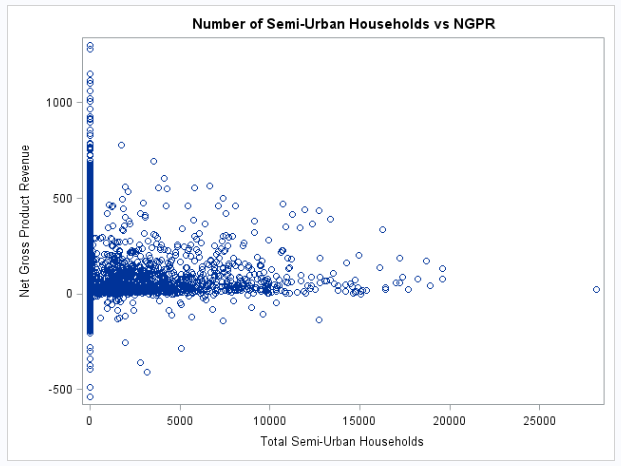 Number of Semi-Urban Households vs NGPR
Net Gross Product Revenue
1000
500
0
-500
0 5000 10000 15000 20000 25000
Total Semi-Urban Households